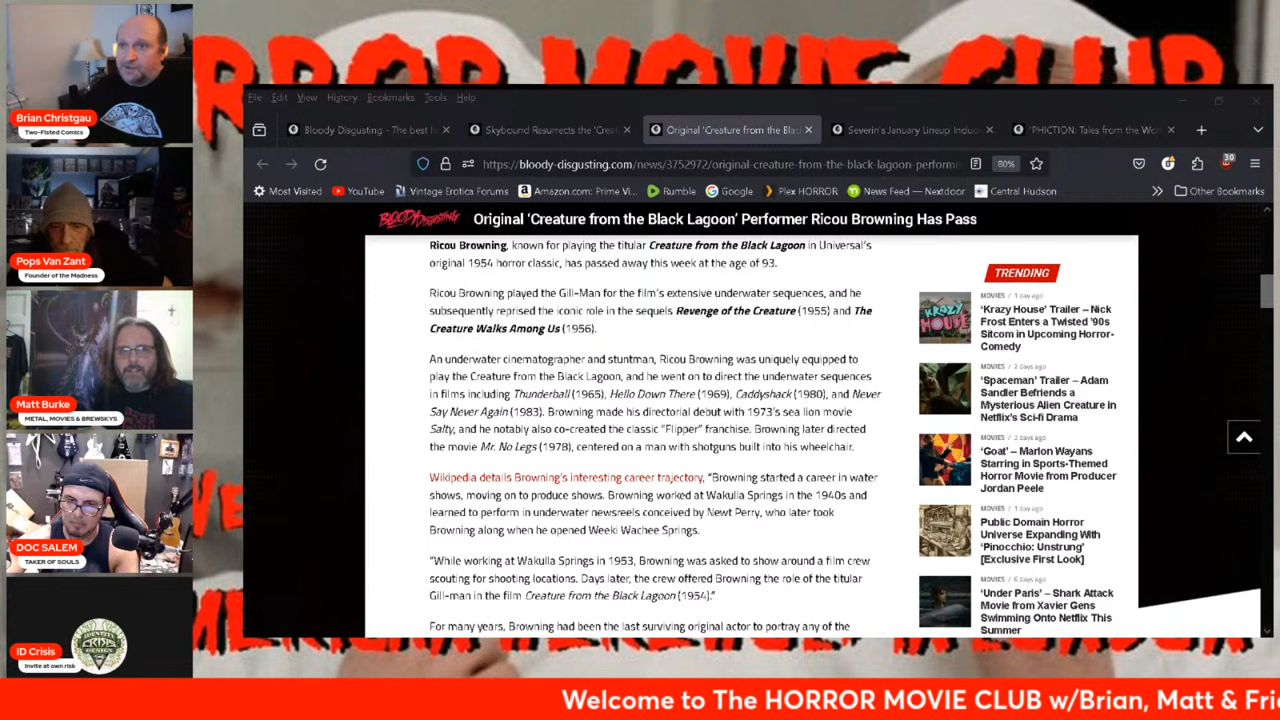 HORROR MOVIE CLUB
Brian Christgau
Two-Fisted Comics
Pops Van Zant
Founder of the Madness
Matt Burke
METAL, MOVIES & BREWSKYS
DOC SALEM
TAKER OF SOULS
IDENTITY
CRISIS
DESIGN
ID Crisis
Invite at own risk
File Edit View History Bookmarks Tools Help
Bloody Disgusting - The best h
Skybound Resurrects the 'Creat
Original 'Creature from the Blac
Severin's January Lineup Includ
'PHICTION: Tales from the Wo
https://bloody-disgusting.com/news/3752972/original-creature-from-the-black-lagoon-perform
80%
30
Most Visited YouTube Vintage Erotica Forums Amazon.com: Prime Vi... Rumble Google Plex HORROR News Feed — Nextdoor Central Hudson
Other Bookmarks
BLOODY DISGUSTING
Original 'Creature from the Black Lagoon' Performer Ricou Browning Has Pass
Ricou Browning, known for playing the titular Creature from the Black Lagoon in Universal's
original 1954 horror classic, has passed away this week at the age of 93.
Ricou Browning played the Gill-Man for the film's extensive underwater sequences, and he
subsequently reprised the iconic role in the sequels Revenge of the Creature (1955) and The
Creature Walks Among Us (1956).
An underwater cinematographer and stuntman, Ricou Browning was uniquely equipped to
play the Creature from the Black Lagoon, and he went on to direct the underwater sequences
in films including Thunderball (1965), Hello Down There (1969), Caddyshack (1980), and Never
Say Never Again (1983). Browning made his directorial debut with 1973's sea lion movie
Salty, and he notably also co-created the classic "Flipper" franchise. Browning later directed
the movie Mr. No Legs (1978), centered on a man with shotguns built into his wheelchair.
Wikipedia details Browning's interesting career trajectory, "Browning started a career in water
shows, moving on to produce shows. Browning worked at Wakulla Springs in the 1940s and
learned to perform in underwater newsreels conceived by Newt Perry, who later took
Browning along when he opened Weeki Wachee Springs.
"While working at Wakulla Springs in 1953, Browning was asked to show around a film crew
scouting for shooting locations. Days later, the crew offered Browning the role of the titular
Gill-man in the film Creature from the Black Lagoon (1954)."
For many years, Browning had been the last surviving original actor to portray any of the
TRENDING
MOVIES / 1 day ago
'Krazy House' Trailer – Nick
Frost Enters a Twisted '90s
Sitcom in Upcoming Horror-
Comedy
KRAZY
HOUSE
MOVIES / 2 days ago
'Spaceman' Trailer – Adam
Sandler Befriends a
Mysterious Alien Creature in
Netflix's Sci-fi Drama
MOVIES / 3 days ago
'Goat' – Marlon Wayans
Starring in Sports-Themed
Horror Movie from Producer
Jordan Peele
MOVIES / 1 day ago
Public Domain Horror
Universe Expanding With
'Pinocchio: Unstrung'
[Exclusive First Look]
MOVIES / 6 days ago
'Under Paris' – Shark Attack
Movie from Xavier Gens
Swimming Onto Netflix This
Summer
Welcome to The HORROR MOVIE CLUB w/Brian, Matt & Frie